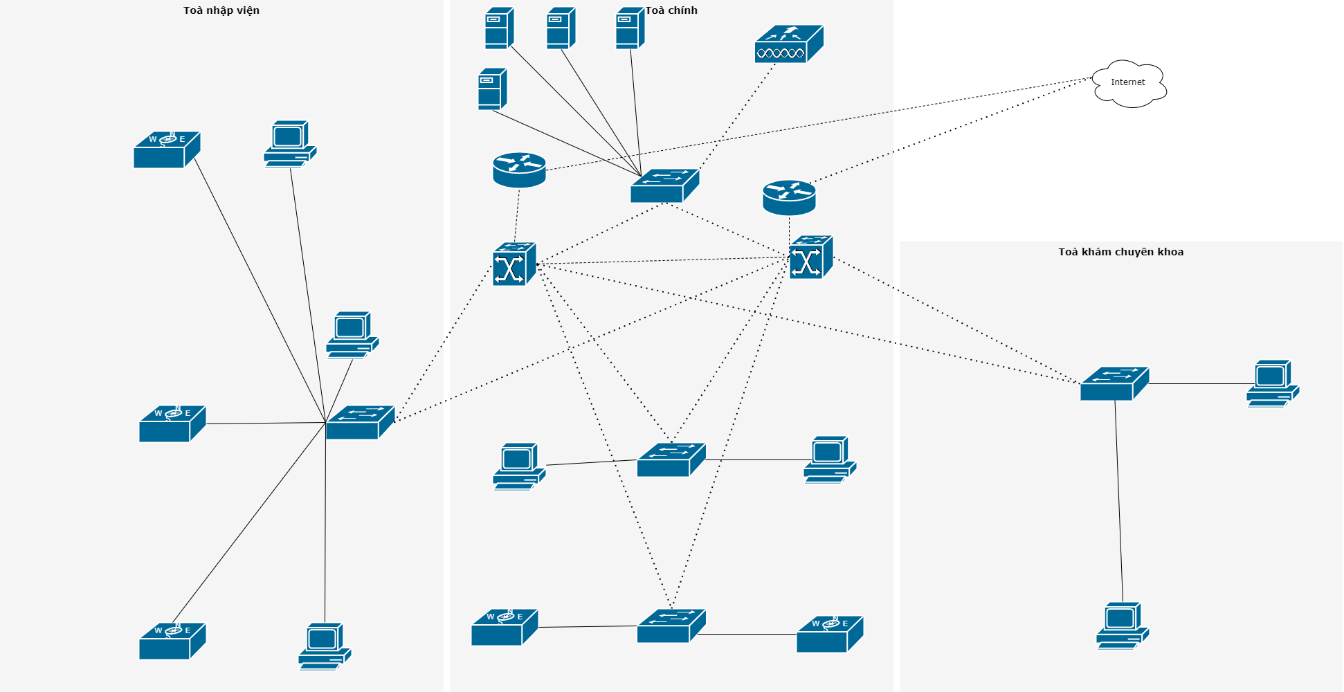 Toà nhập viện
Toà chính
Internet
Toà khám chuyên khoa
W N E
W E
W E
W N E
W E